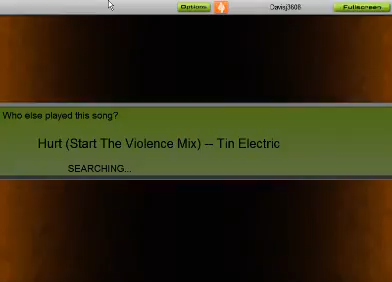 Options Davisj3608 Fullscreen
Who else played this song?
Hurt (Start The Violence Mix) -- Tin Electric
SEARCHING...